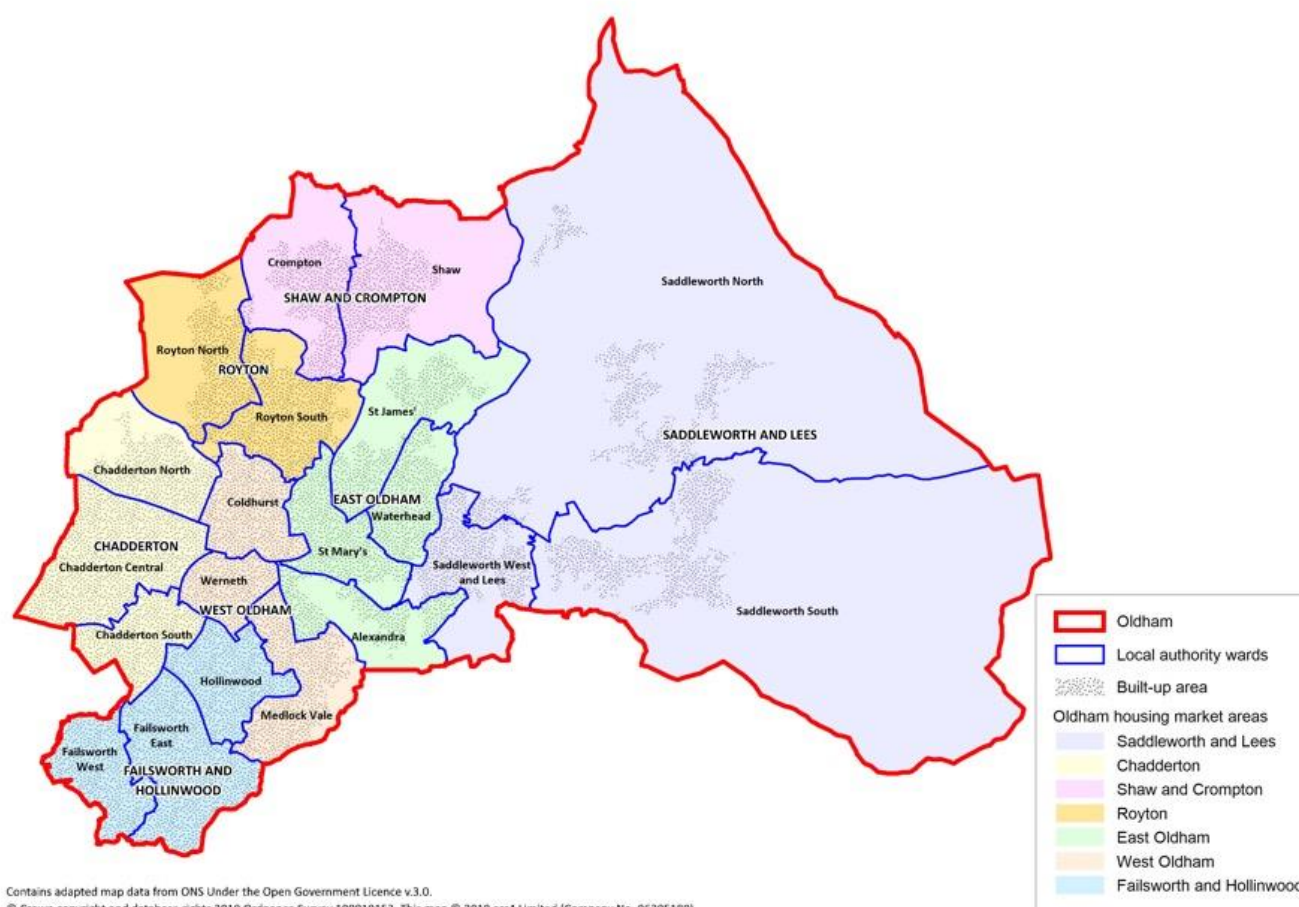 Saddleworth North
Crompton
Shaw
SHAW AND CROMPTON
Royton North
ROYTON
Royton South
St James'
SADDLEWORTH AND LEES
Chadderton North
Coldhurst
EAST OLDHAM
Waterhead
CHADDERTON
St Mary's
Chadderton Central
Saddleworth West
and Lees
Werneth
WEST OLDHAM
Saddleworth South
Chadderton South
Alexandra
Hollinwood
Medlock Vale
Failsworth
East
Failsworth
West
FAILSWORTH AND
HOLLINWOOD
Oldham
Local authority wards
Built-up area
Oldham housing market areas
Saddleworth and Lees
Chadderton
Shaw and Crompton
Royton
East Oldham
West Oldham
Failsworth and Hollinwood
Contains adapted map data from ONS Under the Open Government Licence v.3.0.